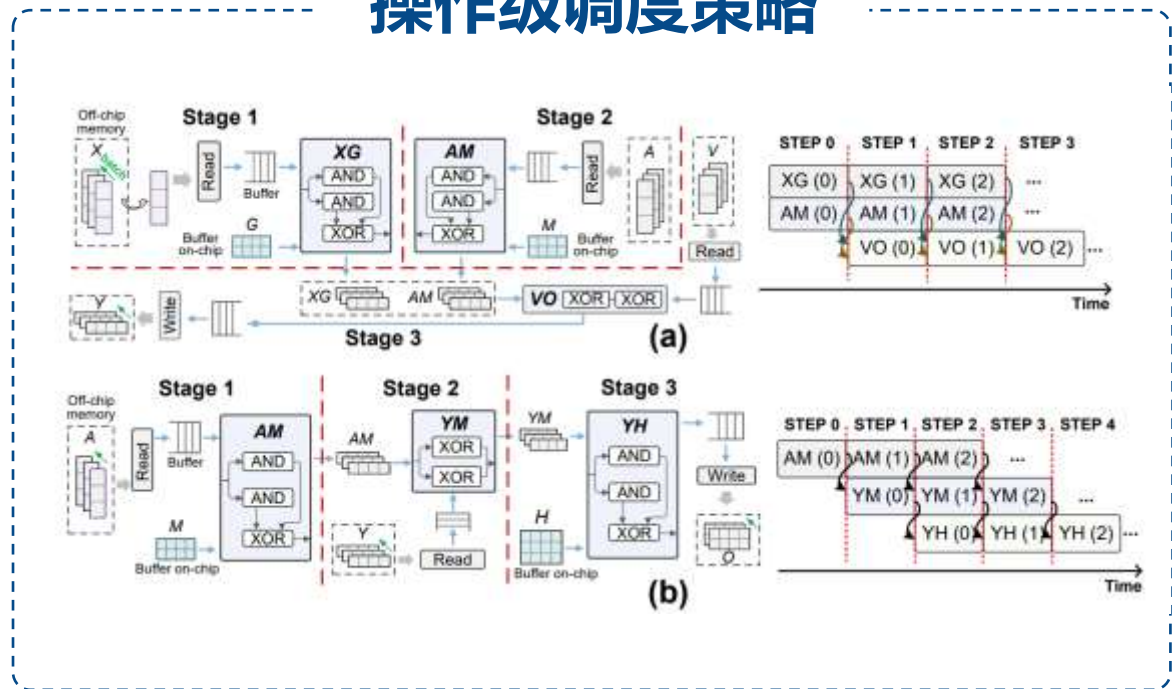 操作级调度策略
Stage 1
Stage 2
Off-chip
memory
X
batch
Read
Buffer
XG
AND
AND
XOR
G
Buffer
on-chip
AM
AND
AND
XOR
M
Buffer
on-chip
Read
A
V
Read
XG
AM
VO XOR XOR
Y
Write
Stage 3
(a)
STEP 0 STEP 1 STEP 2 STEP 3
XG (0) XG (1) XG (2) ...
AM (0) AM (1) AM (2) ...
VO (0) VO (1) VO (2) ...
Time
Stage 1
Stage 2
Stage 3
Off-chip
memory
A
Read
Buffer
AM
AND
AND
XOR
M
Buffer on-chip
AM
YM
XOR
XOR
Y
Read
YM
YH
AND
AND
XOR
H
Buffer on-chip
Write
O
(b)
STEP 0 STEP 1 STEP 2 STEP 3 STEP 4
AM (0) AM (1) AM (2) ...
YM (0) YM (1) YM (2) ...
YH (0) YH (1) YH (2) ...
Time